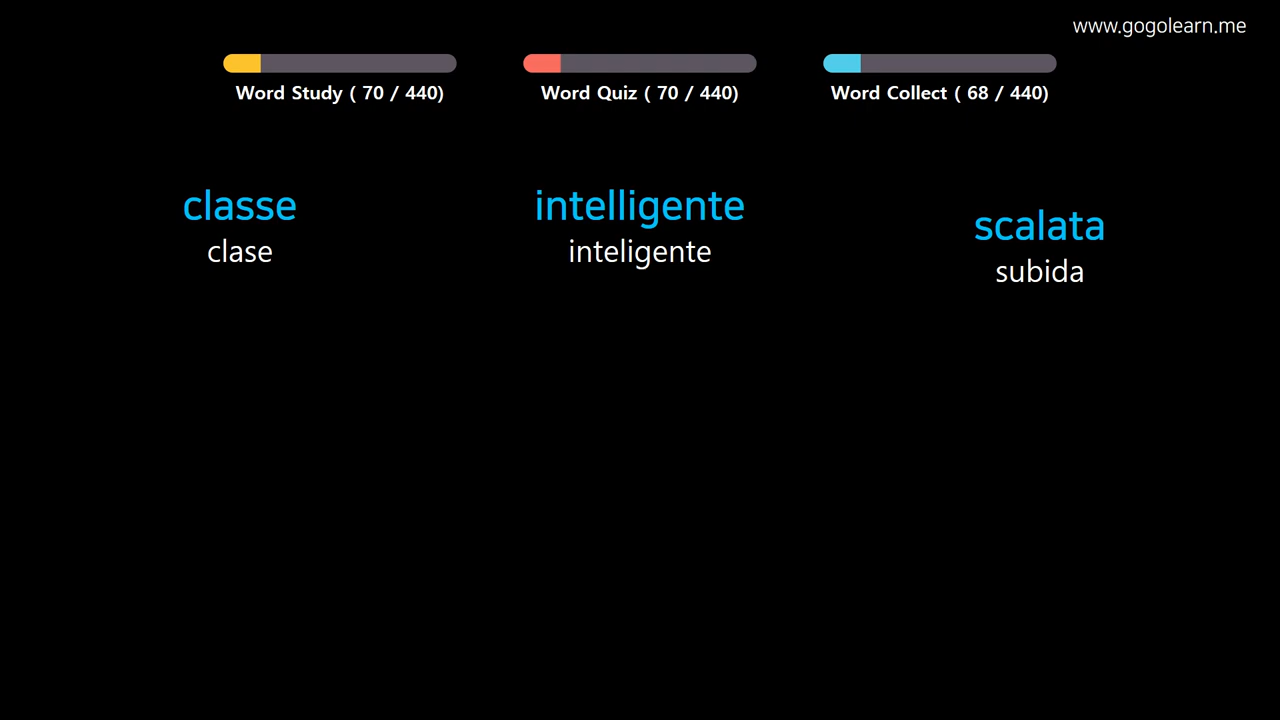 www.gogolearn.me
Word Study ( 70 / 440)
Word Quiz ( 70 / 440)
Word Collect ( 68 / 440)
classe
clase
intelligente
inteligente
scalata
subida